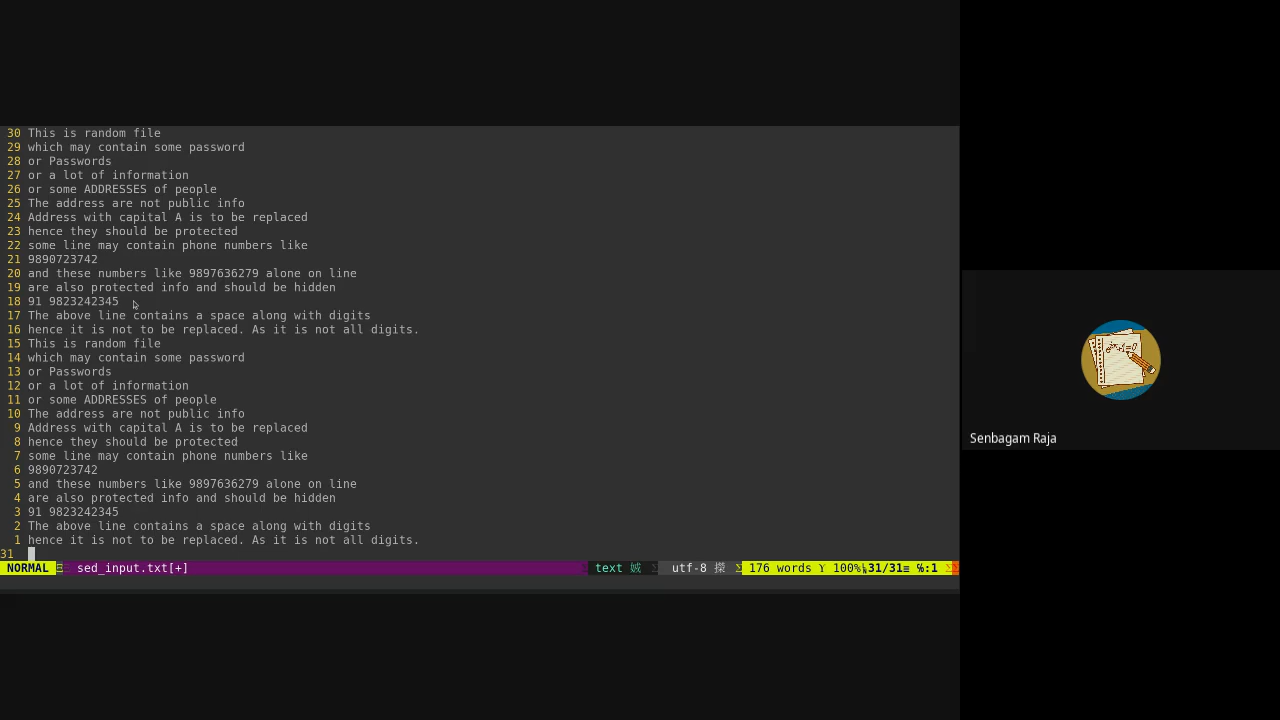 30 This is random file
29 which may contain some password
28 or Passwords
27 or a lot of information
26 or some ADDRESSES of people
25 The address are not public info
24 Address with capital A is to be replaced
23 hence they should be protected
22 some line may contain phone numbers like
21 9890723742
20 and these numbers like 9897636279 alone on line
19 are also protected info and should be hidden
18 91 9823242345
17 The above line contains a space along with digits
16 hence it is not to be replaced. As it is not all digits.
15 This is random file
14 which may contain some password
13 or Passwords
12 or a lot of information
11 or some ADDRESSES of people
10 The address are not public info
9 Address with capital A is to be replaced
8 hence they should be protected
7 some line may contain phone numbers like
6 9890723742
5 and these numbers like 9897636279 alone on line
4 are also protected info and should be hidden
3 91 9823242345
2 The above line contains a space along with digits
1 hence it is not to be replaced. As it is not all digits.
31
NORMAL sed_input.txt[+] text utf-8 176 words 100% 31/31≡ ℅:1
Senbagam Raja